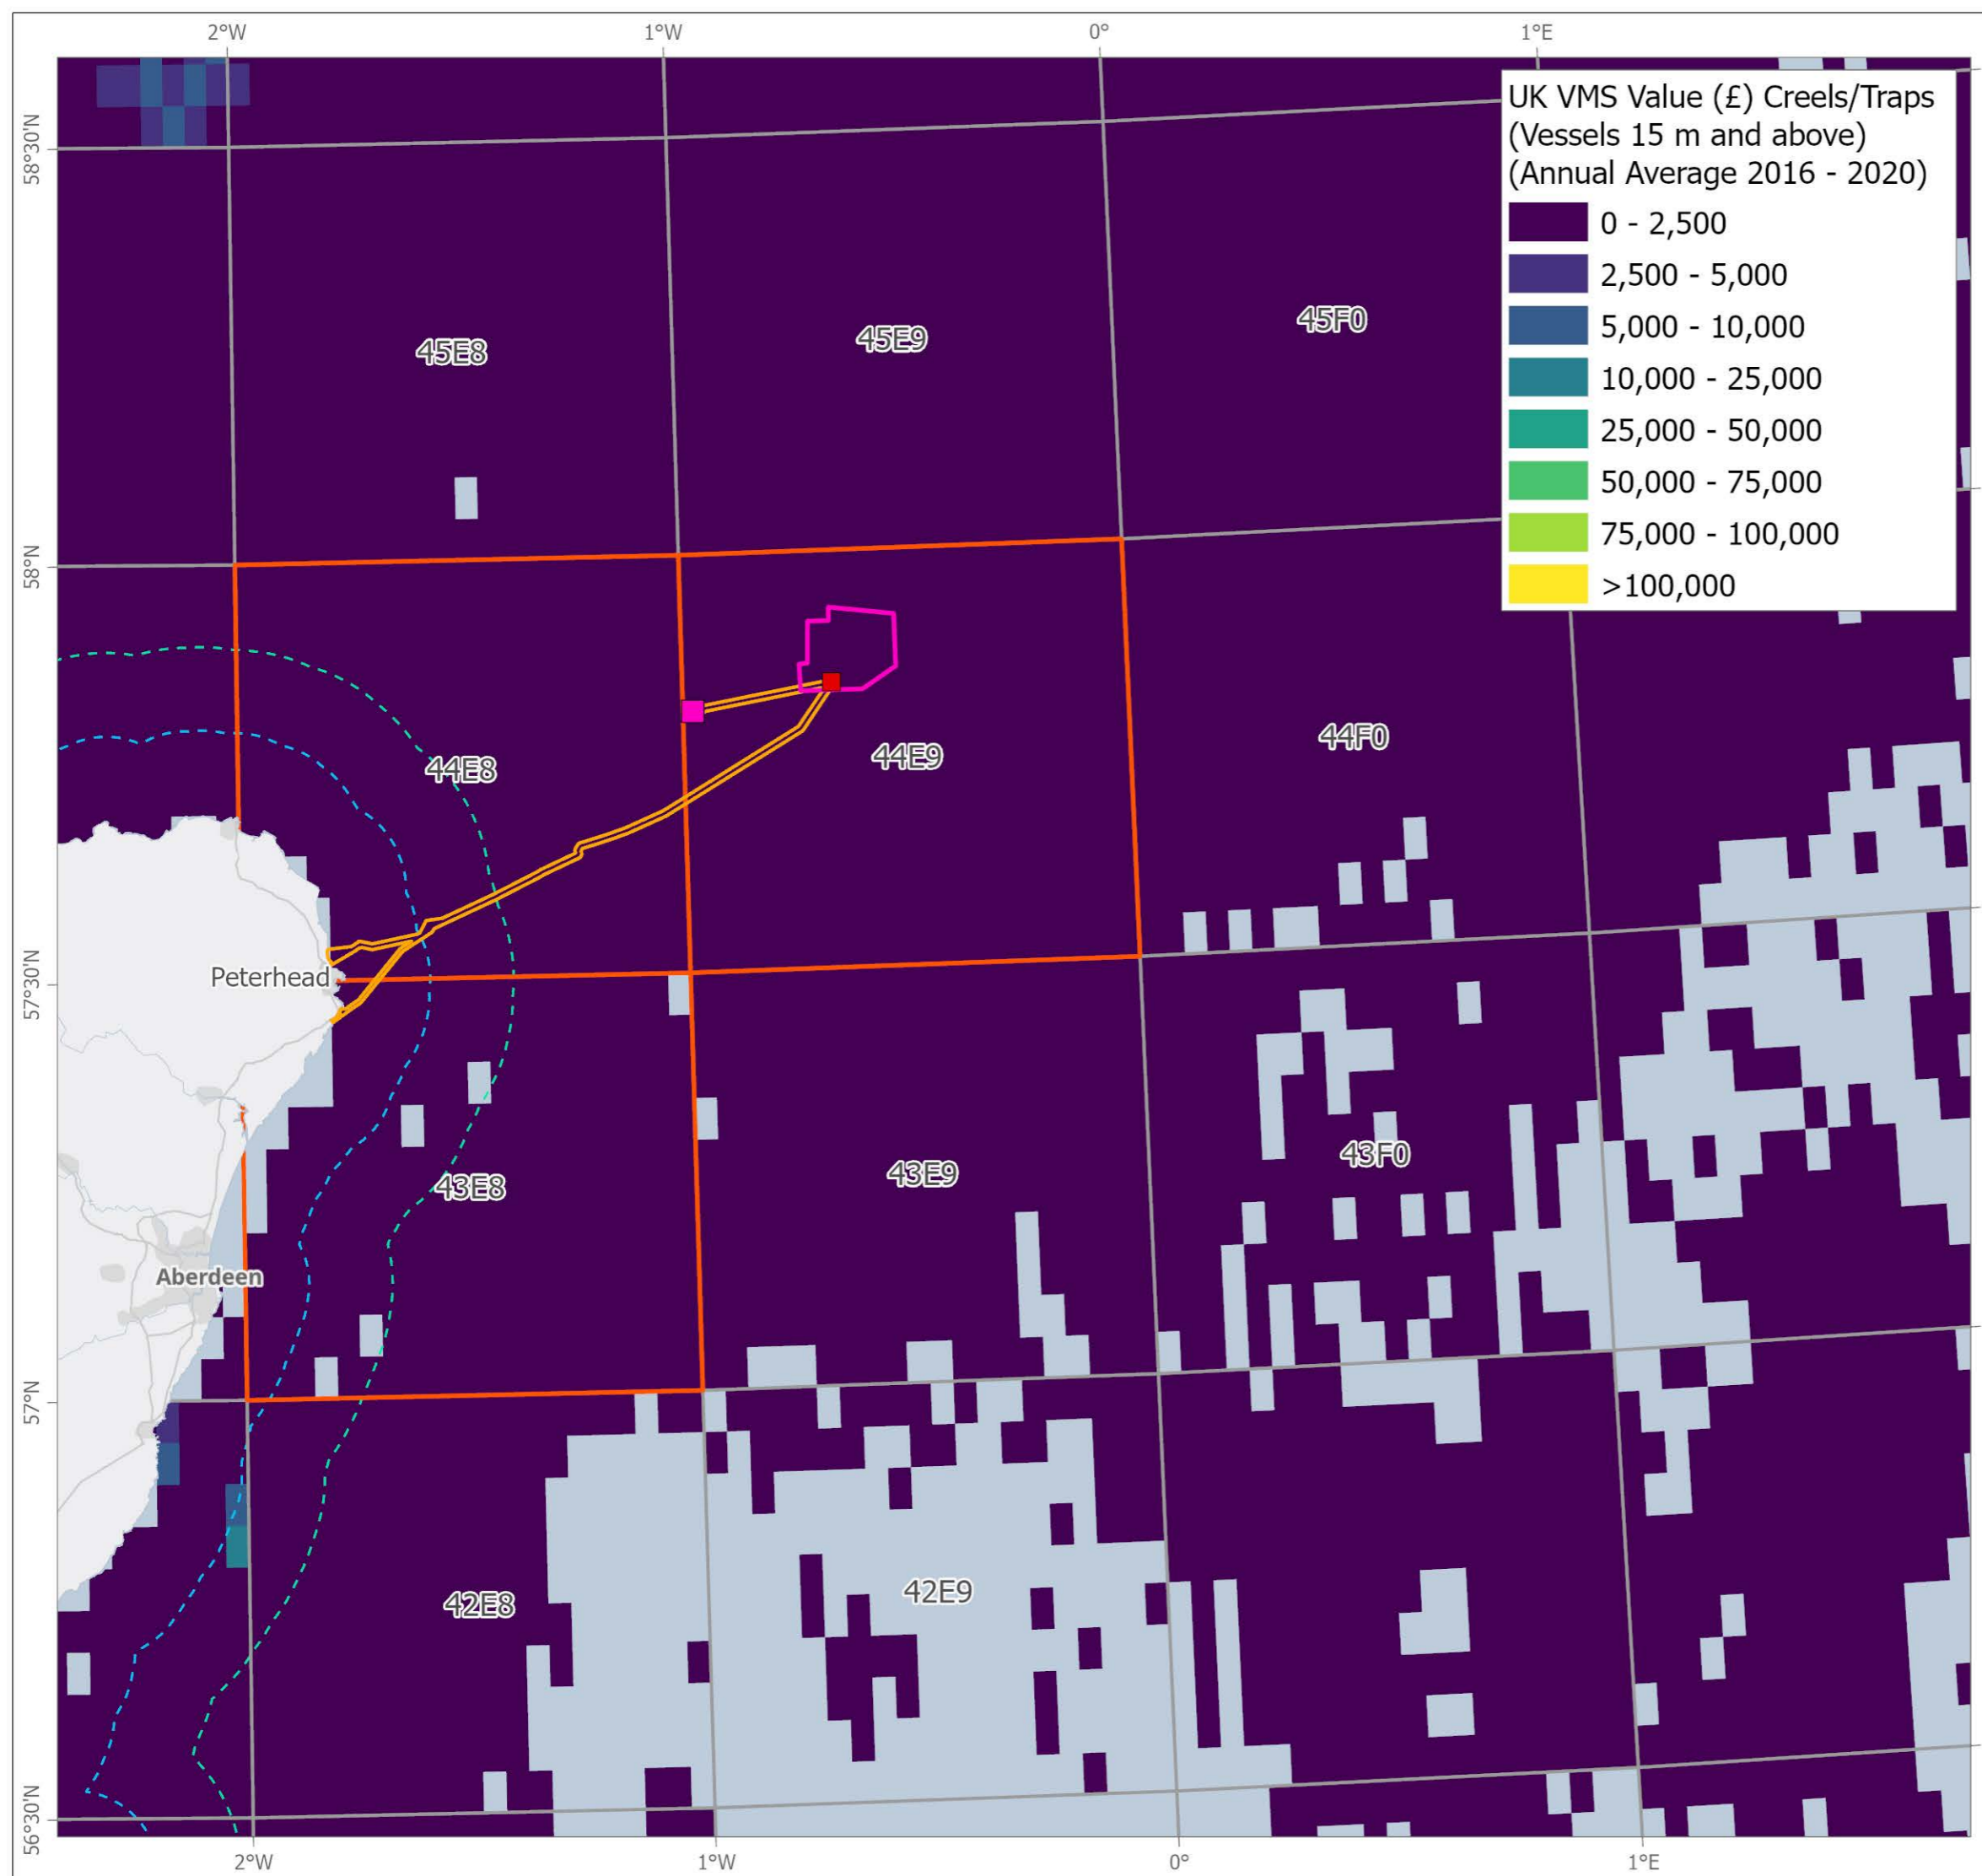 2°W
1°W
0°
1°E
UK VMS Value (£) Creels/Traps
(Vessels 15 m and above)
(Annual Average 2016 - 2020)
0 - 2,500
2,500 - 5,000
5,000 - 10,000
10,000 - 25,000
25,000 - 50,000
50,000 - 75,000
75,000 - 100,000
>100,000
58°30'N
45E8
45E9
45F0
58°N
44E8
44E9
44F0
57°30'N
Peterhead
43E8
43E9
43F0
Aberdeen
57°N
42E8
42E9
56°30'N
2°W
1°W
0°
1°E